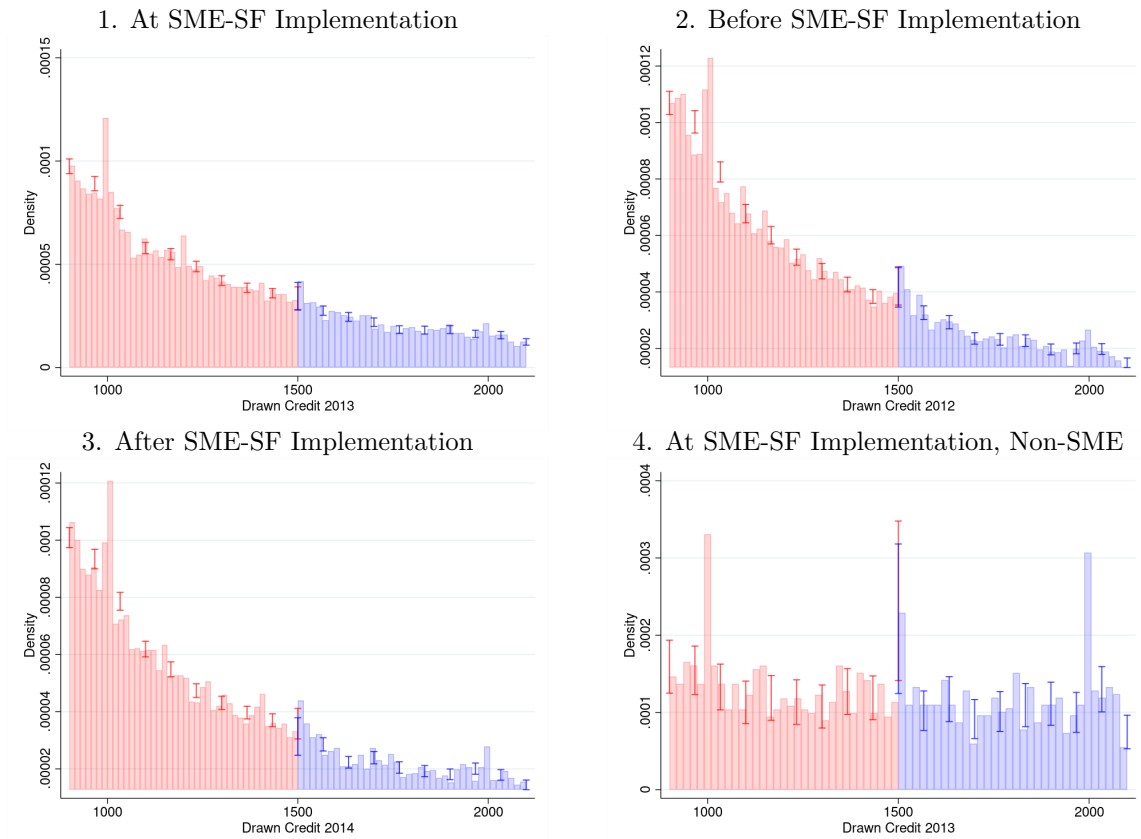 1. At SME-SF Implementation
.00015
.0001
.00005
0
Density
1000
1500
2000
Drawn Credit 2013
2. Before SME-SF Implementation
.00012
.0001
.00008
.00006
.00004
.00002
Density
1000
1500
2000
Drawn Credit 2012
3. After SME-SF Implementation
.00012
.0001
.00008
.00006
.00004
.00002
Density
1000
1500
2000
Drawn Credit 2014
4. At SME-SF Implementation, Non-SME
.0004
.0003
.0002
.0001
0
Density
1000
1500
2000
Drawn Credit 2013